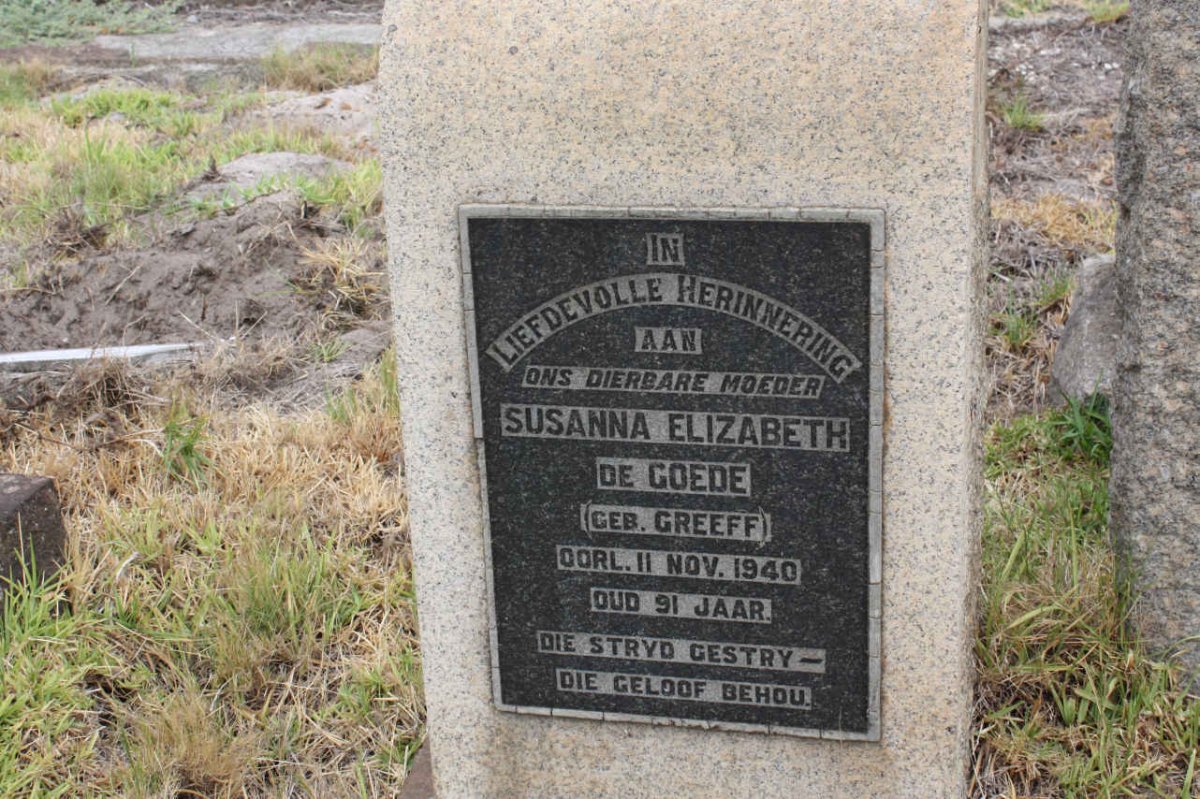 IN
LIEFDEVOLLE HERINNERING
AAN
ONS DIERBARE MOEDER
SUSANNA ELIZABETH
DE GOEDE
(GEB. GREEFF)
OORL. 11 NOV. 1940
OUD 91 JAAR.
DIE STRYD GESTRY—
DIE GELOOF BEHOU.